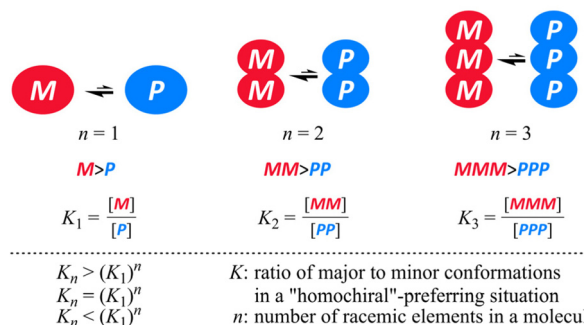 M P
M M P P
M M M P P P
n = 1 n = 2 n = 3
M>P MM>PP MMM>PPP
K₁ = [M]/[P] K₂ = [MM]/[PP] K₃ = [MMM]/[PPP]
Kₙ > (K₁)ⁿ K: ratio of major to minor conformations
Kₙ = (K₁)ⁿ in a "homochiral"-preferring situation
Kₙ < (K₁)ⁿ n: number of racemic elements in a